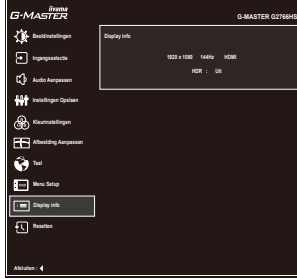 iiyama
G-MASTER
G-MASTER G2766HS
Beeldinstellingen
Display info
Ingangsselectie
1920 x 1080 144Hz HDMI
HDR : Uit
Audio Aanpassen
Instellingen Opslaan
Kleurinstellingen
Afbeelding Aanpassen
Taal
Menu Setup
Display info
Resetten
Afsluiten :